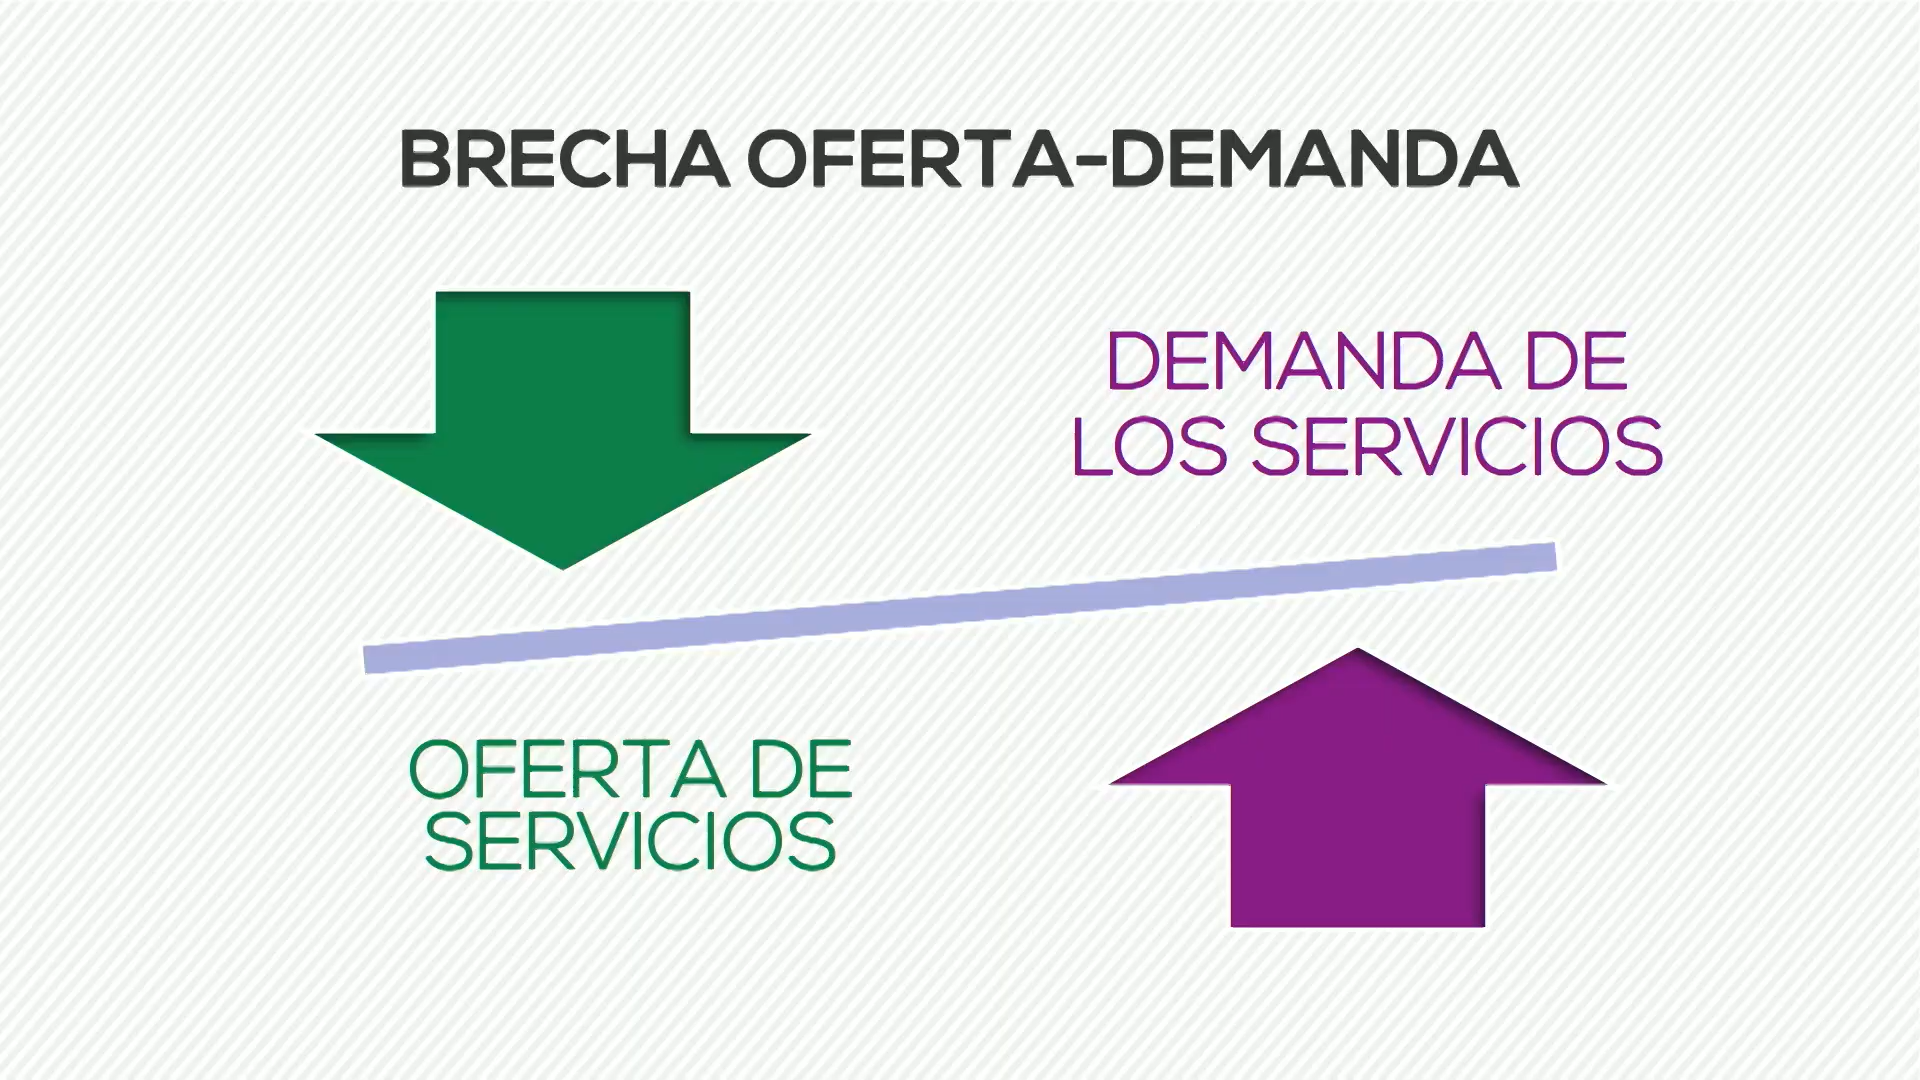 BRECHA OFERTA-DEMANDA
DEMANDA DE
LOS SERVICIOS
OFERTA DE
SERVICIOS